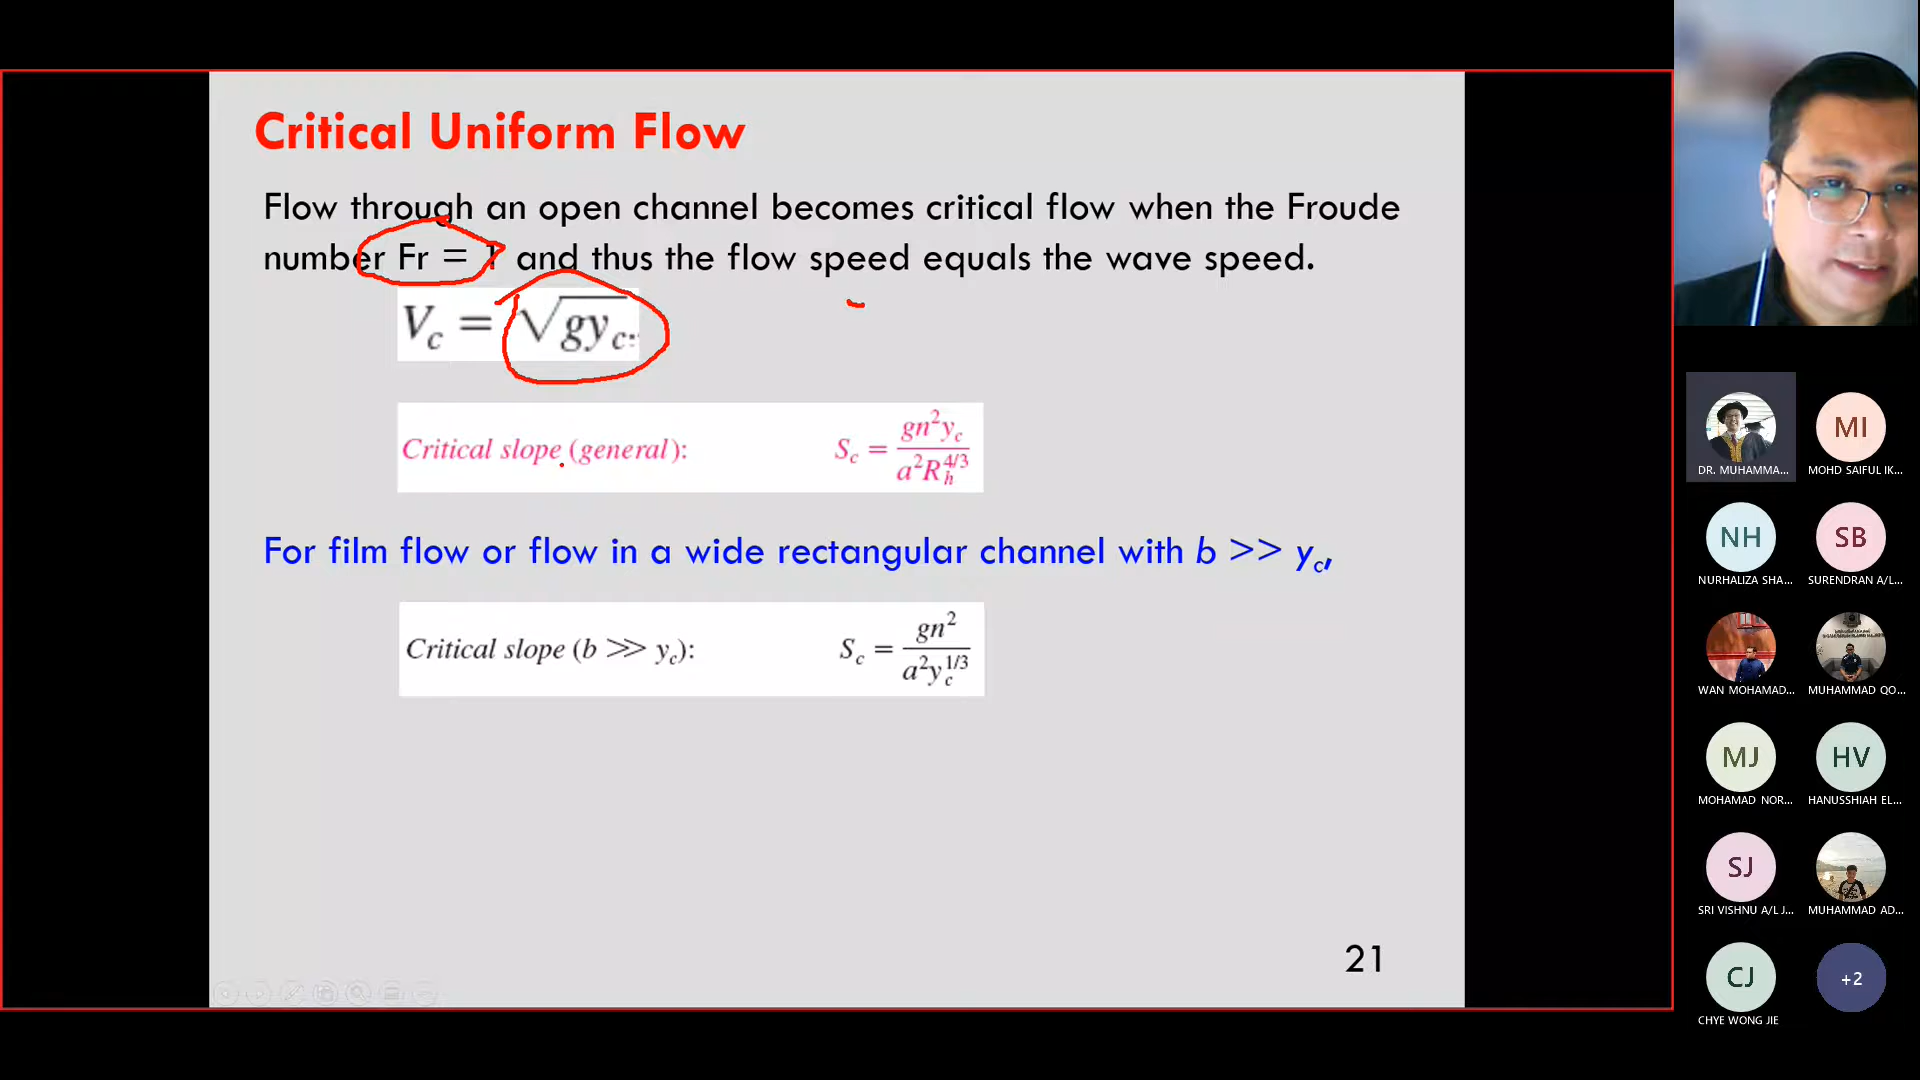 Critical Uniform Flow
Flow through an open channel becomes critical flow when the Froude
number Fr = 1 and thus the flow speed equals the wave speed.
V_c = √gy_c.
Critical slope (general): S_c = gn²y_c / a²R_h^4/3
For film flow or flow in a wide rectangular channel with b >> y_c,
Critical slope (b >> y_c): S_c = gn² / a²y_c^1/3
21
DR. MUHAMMA...
MI
MOHD SAIFUL IK...
NH
NURHALIZA SHA...
SB
SURENDRAN A/L...
WAN MOHAMAD...
MUHAMMAD QO...
MJ
MOHAMAD NOR...
HV
HANUSSHIAH EL...
SJ
SRI VISHNU A/L J...
MUHAMMAD AD...
CJ
CHYE WONG JIE
+2